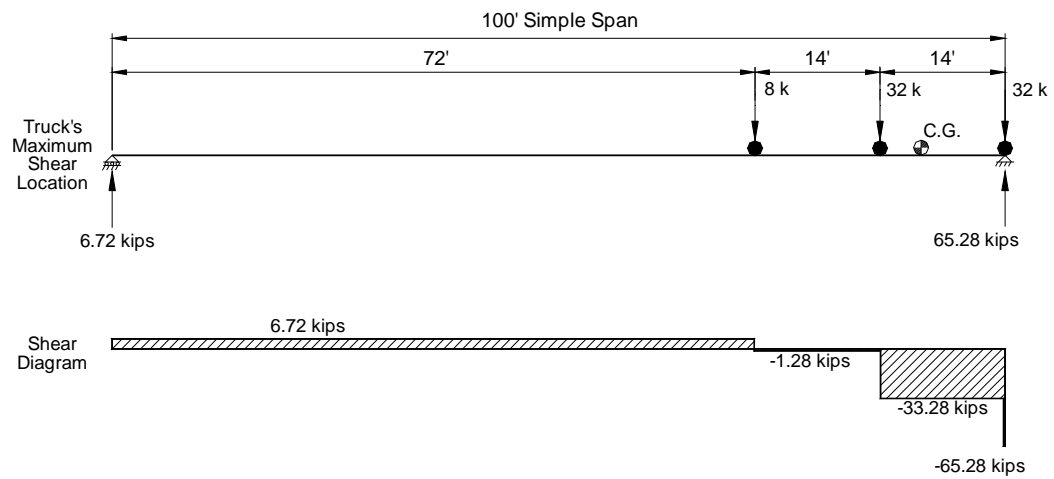 100' Simple Span
72'
14'
14'
8 k
32 k
32 k
C.G.
Truck's
Maximum
Shear
Location
6.72 kips
65.28 kips
6.72 kips
Shear
Diagram
-1.28 kips
-33.28 kips
-65.28 kips